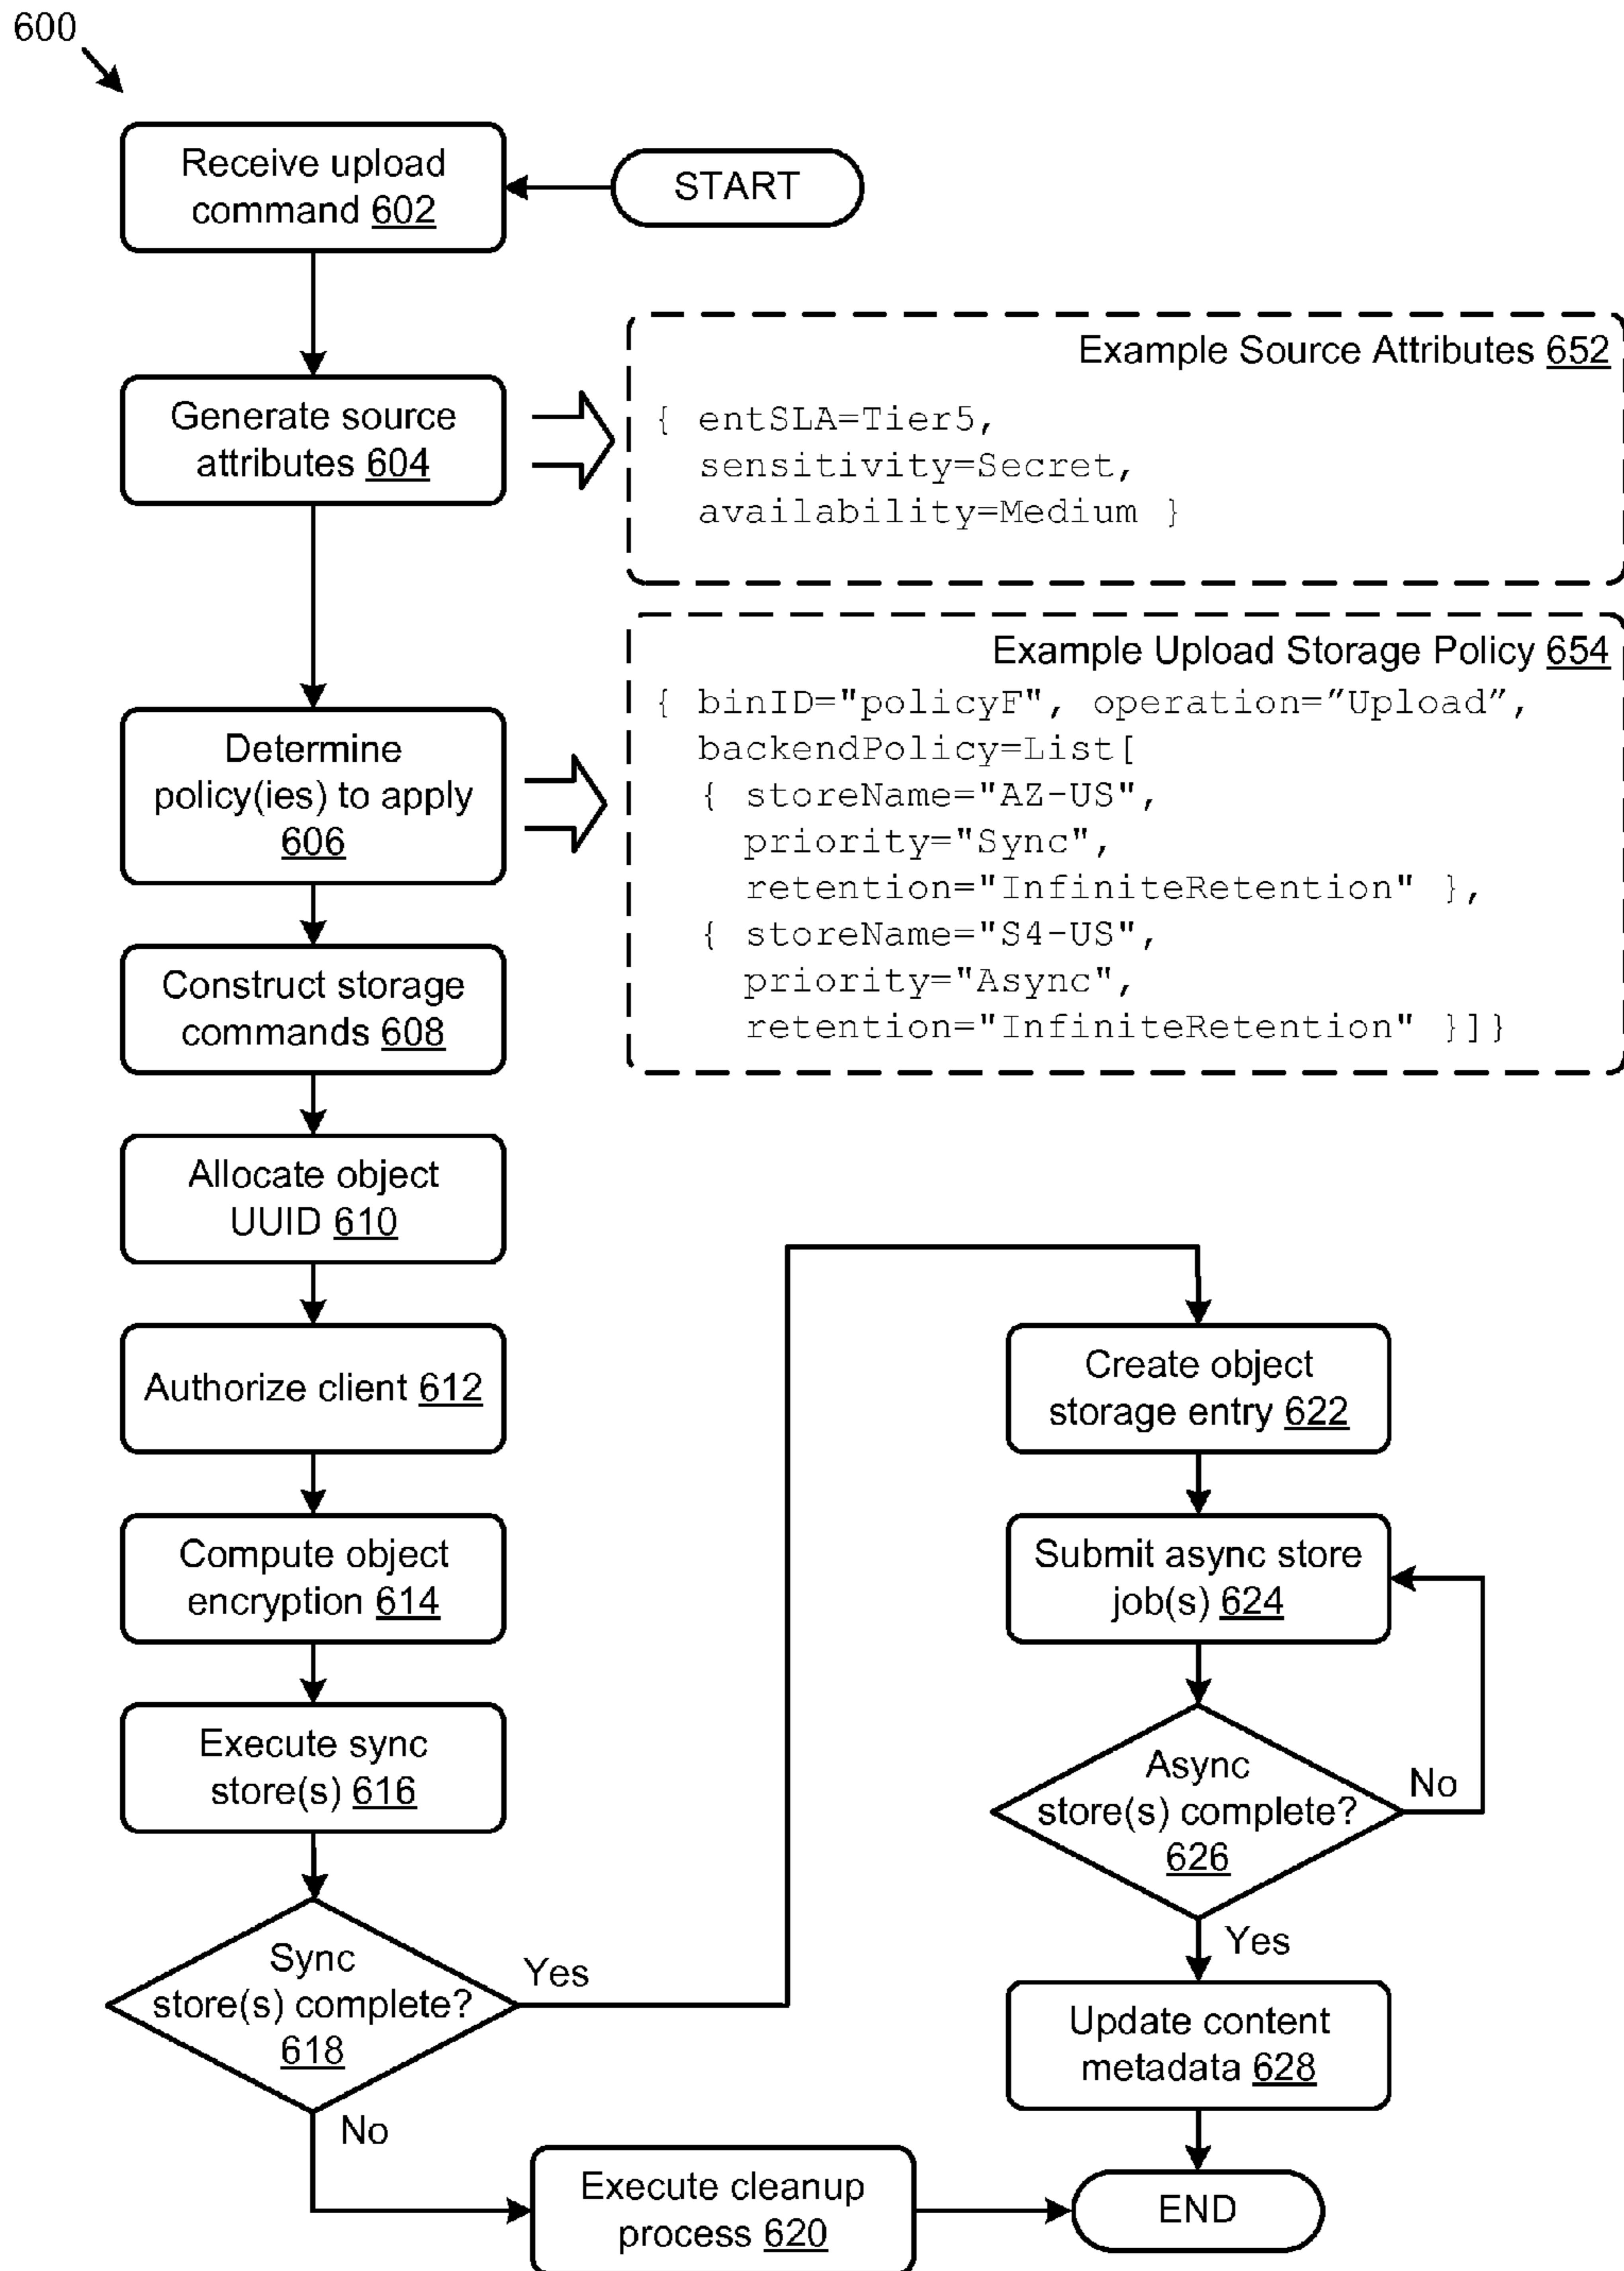 600
Receive upload
command 602
START
Generate source
attributes 604
Example Source Attributes 652
{ entSLA=Tier5,
sensitivity=Secret,
availability=Medium }
Determine
policy(ies) to apply
606
Example Upload Storage Policy 654
{ binID="policyF", operation=”Upload”,
backendPolicy=List[
{ storeName="AZ-US",
priority="Sync",
retention="InfiniteRetention" },
{ storeName="S4-US",
priority="Async",
retention="InfiniteRetention" }]}
Construct storage
commands 608
Allocate object
UUID 610
Authorize client 612
Compute object
encryption 614
Execute sync
store(s) 616
Sync
store(s) complete?
618
Yes
No
Execute cleanup
process 620
Create object
storage entry 622
Submit async store
job(s) 624
Async
store(s) complete?
626
No
Yes
Update content
metadata 628
END